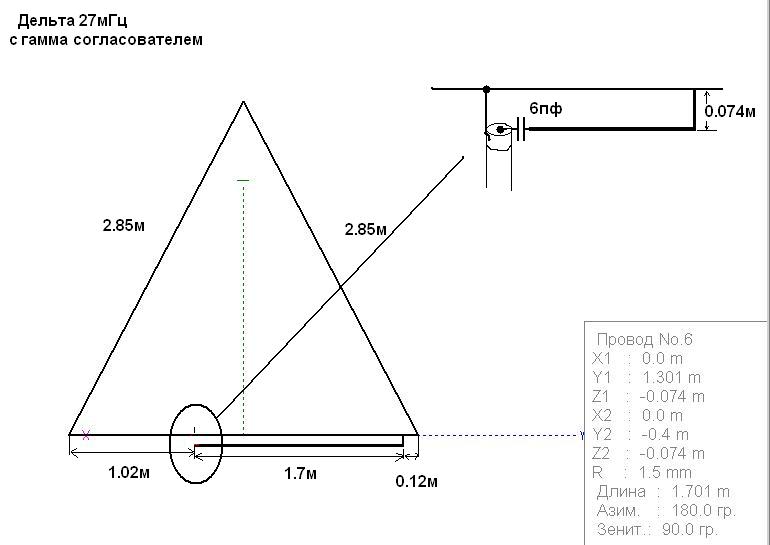 Дельта 27мГц
с гамма согласователем
6пф
0.074м
2.85м
2.85м
X
Y
1.02м
1.7м
0.12м
Провод No.6
X1 : 0.0 m
Y1 : 1.301 m
Z1 : -0.074 m
X2 : 0.0 m
Y2 : -0.4 m
Z2 : -0.074 m
R : 1.5 mm
Длина : 1.701 m
Азим. : 180.0 гр.
Зенит.: 90.0 гр.